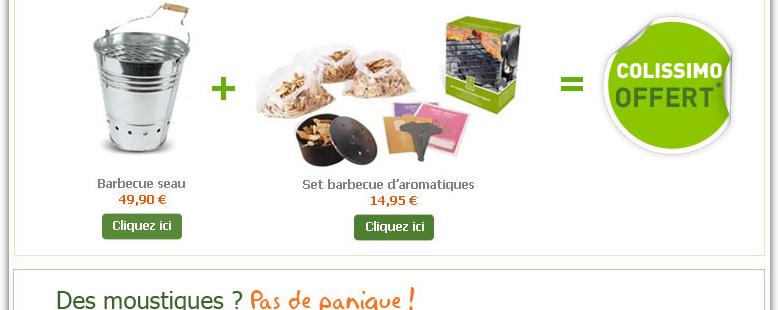 +
=
COLISSIMO
OFFERT*
Barbecue seau
49,90 €
Cliquez ici
Set barbecue d'aromatiques
14,95 €
Cliquez ici
Des moustiques ? Pas de panique !